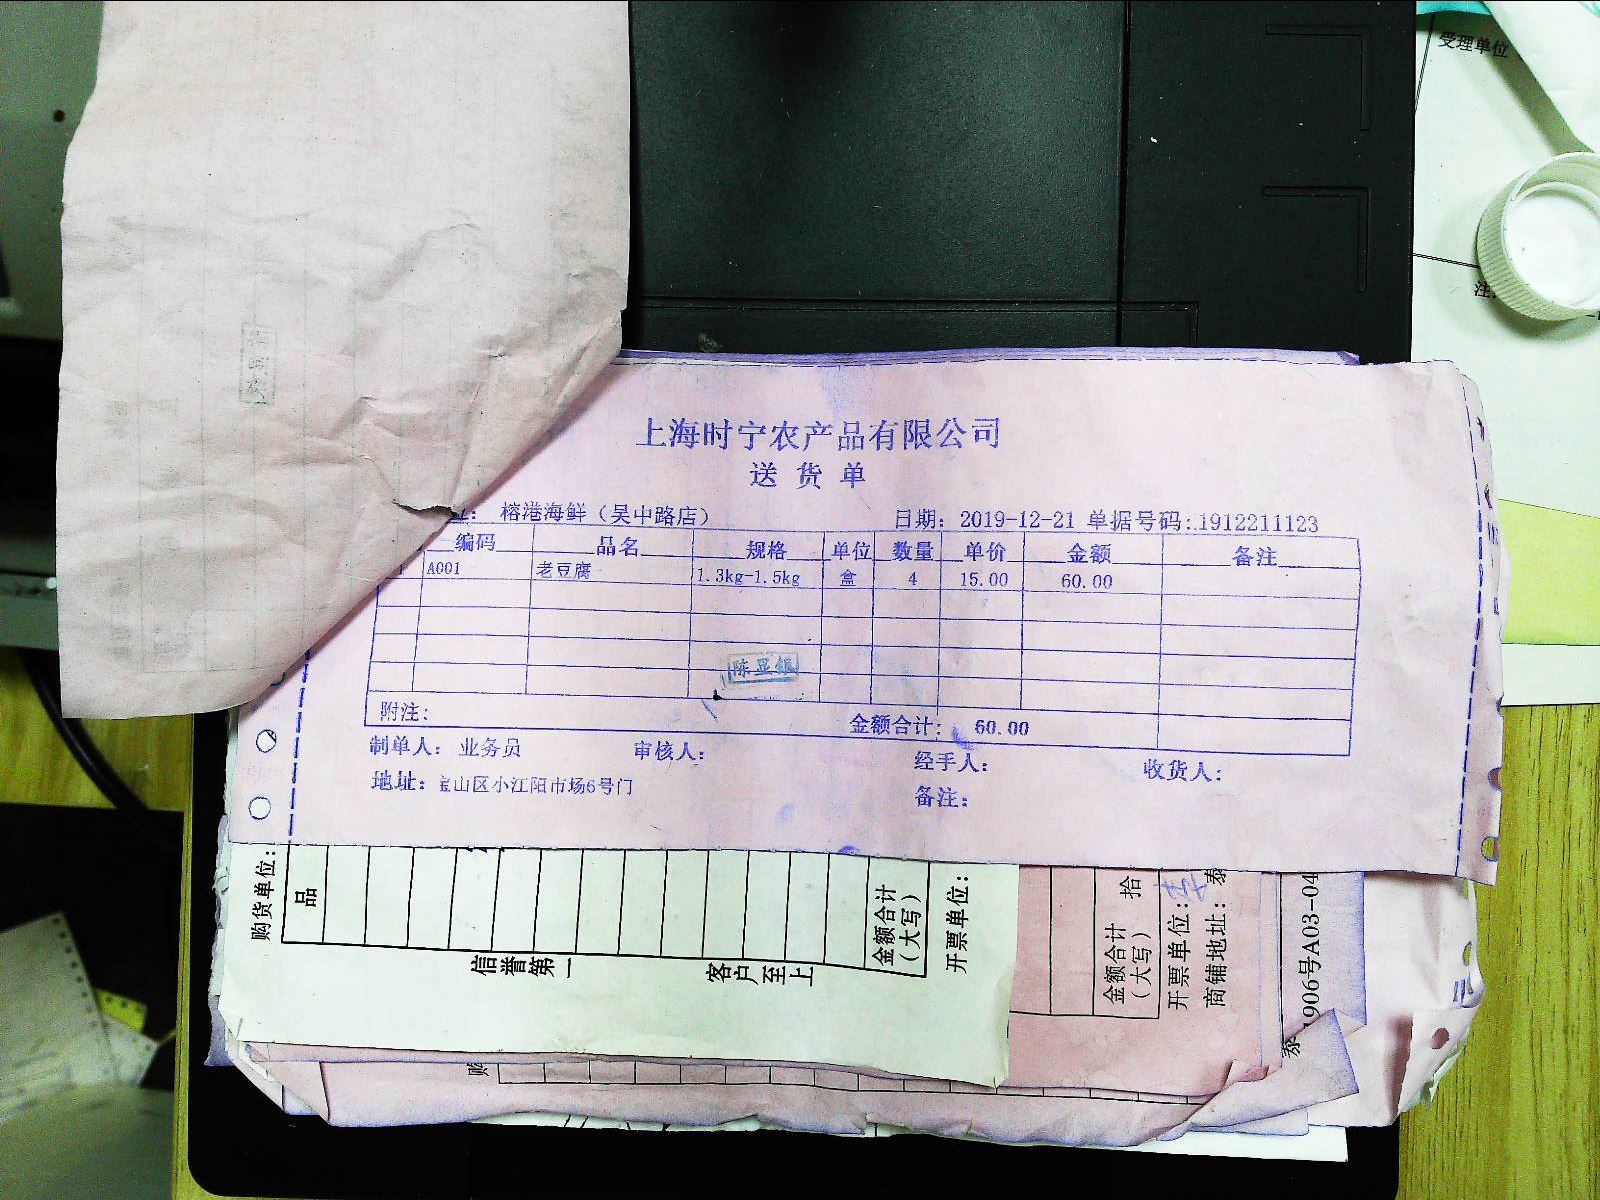 受理单位
上海时宁农产品有限公司
送货单
榕港海鲜（吴中路店） 日期：2019-12-21 单据号码：1912211123
编码 品名 规格 单位 数量 单价 金额 备注
A001 老豆腐 1.3kg-1.5kg 盒 4 15.00 60.00
陈显银
附注： 金额合计： 60.00
制单人： 业务员 审核人： 经手人： 收货人：
地址：宝山区小江阳市场6号门 备注：
购货单位：
品
信誉第一
客户至上
金额合计
（大写）
开票单位：
金额合计 拾
（大写）
开票单位：
商铺地址：泰
906号A03-04
泰
购